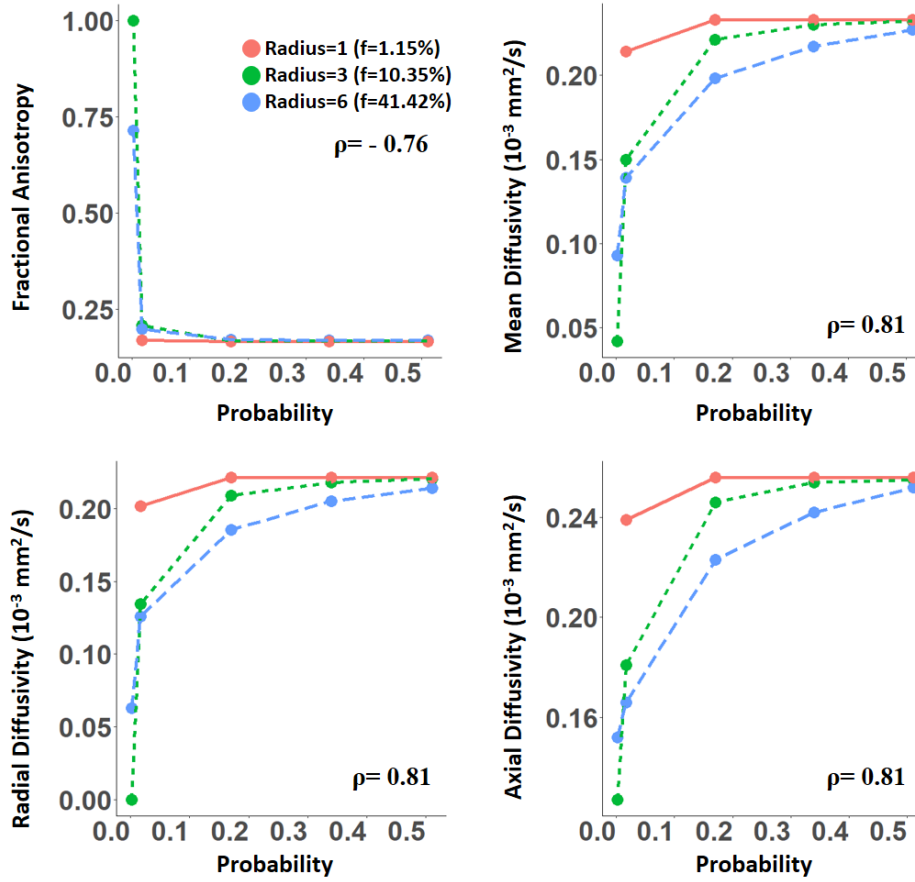 Fractional Anisotropy
1.00
0.75
0.50
0.25
Radius=1 (f=1.15%)
Radius=3 (f=10.35%)
Radius=6 (f=41.42%)
ρ= - 0.76
0.0 0.1 0.2 0.3 0.4 0.5
Probability
Mean Diffusivity (10⁻³ mm²/s)
0.20
0.15
0.10
0.05
ρ= 0.81
0.0 0.1 0.2 0.3 0.4 0.5
Probability
Radial Diffusivity (10⁻³ mm²/s)
0.20
0.15
0.10
0.05
0.00
ρ= 0.81
0.0 0.1 0.2 0.3 0.4 0.5
Probability
Axial Diffusivity (10⁻³ mm²/s)
0.24
0.20
0.16
ρ= 0.81
0.0 0.1 0.2 0.3 0.4 0.5
Probability